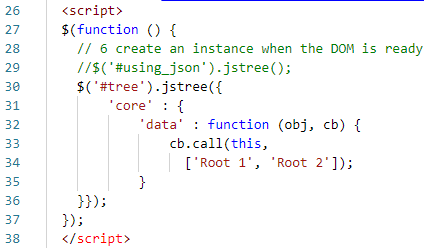 26 <script>
27 $(function () {
28 // 6 create an instance when the DOM is ready
29 //$('#using_json').jstree();
30 $('#tree').jstree({
31 'core' : {
32 'data' : function (obj, cb) {
33 cb.call(this,
34 ['Root 1', 'Root 2']);
35 }
36 }});
37 });
38 </script>